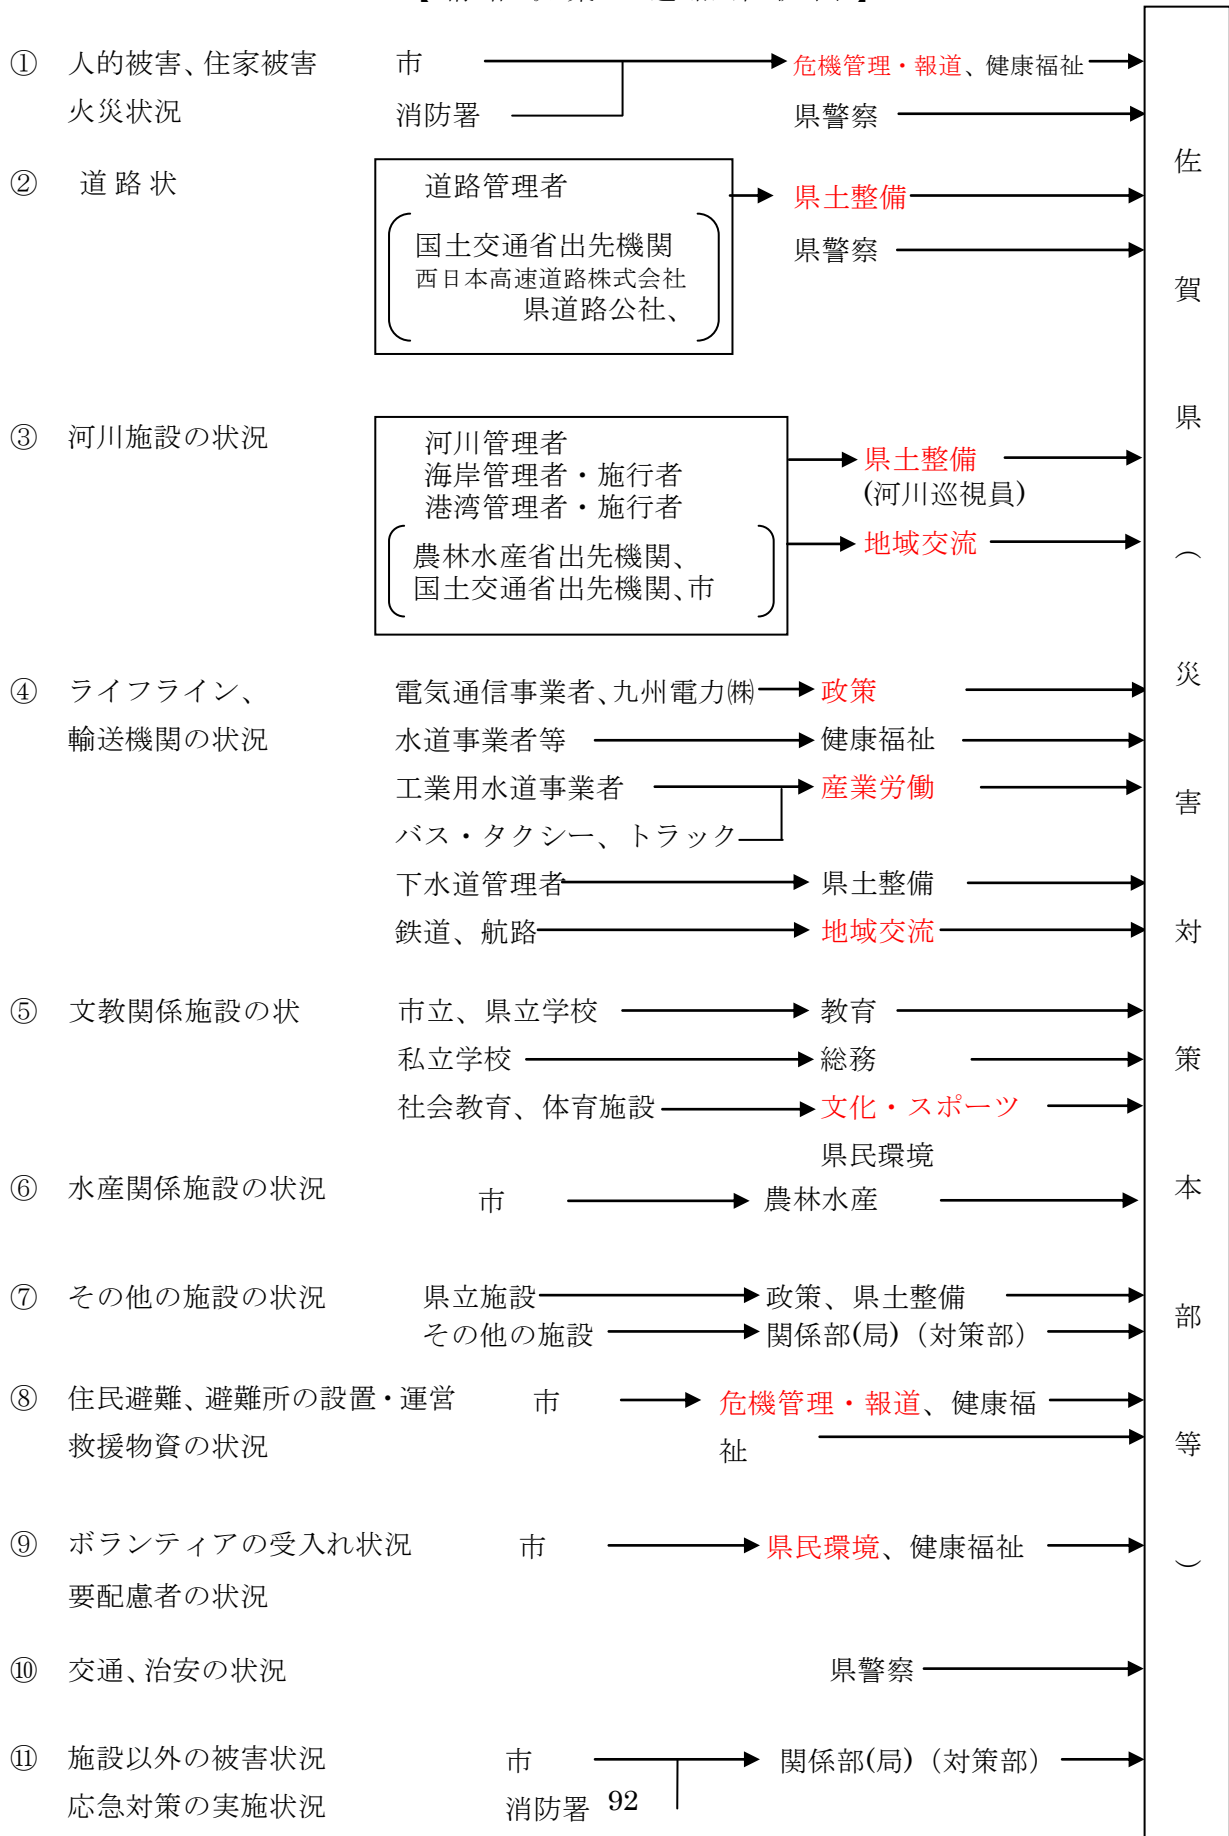 ① 人的被害、住家被害 市 危機管理・報道、健康福祉
火災状況 消防署 県警察
② 道路状 道路管理者 県土整備
国土交通省出先機関 県警察
西日本高速道路株式会社
県道路公社、
③ 河川施設の状況 河川管理者 県土整備
海岸管理者・施行者 (河川巡視員)
港湾管理者・施行者
農林水産省出先機関、 地域交流
国土交通省出先機関、市
④ ライフライン、 電気通信事業者、九州電力㈱ 政策
輸送機関の状況 水道事業者等 健康福祉
工業用水道事業者 産業労働
バス・タクシー、トラック
下水道管理者 県土整備
鉄道、航路 地域交流
⑤ 文教関係施設の状 市立、県立学校 教育
私立学校 総務
社会教育、体育施設 文化・スポーツ
県民環境
⑥ 水産関係施設の状況 市 農林水産
⑦ その他の施設の状況 県立施設 政策、県土整備
その他の施設 関係部(局)（対策部）
⑧ 住民避難、避難所の設置・運営 市 危機管理・報道、健康福
救援物資の状況 祉
⑨ ボランティアの受入れ状況 市 県民環境、健康福祉
要配慮者の状況
⑩ 交通、治安の状況 県警察
⑪ 施設以外の被害状況 市 関係部(局)（対策部）
応急対策の実施状況 消防署
92
佐賀県（災害対策本部等）